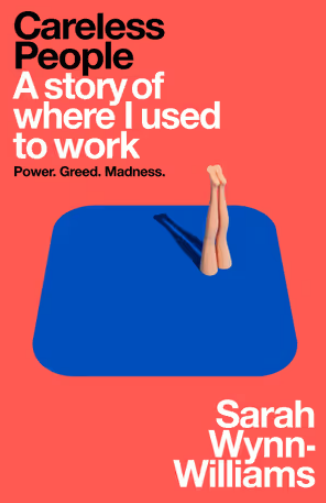 Careless
People
A story of
where I used
to work
Power. Greed. Madness.
Sarah
Wynn-
Williams